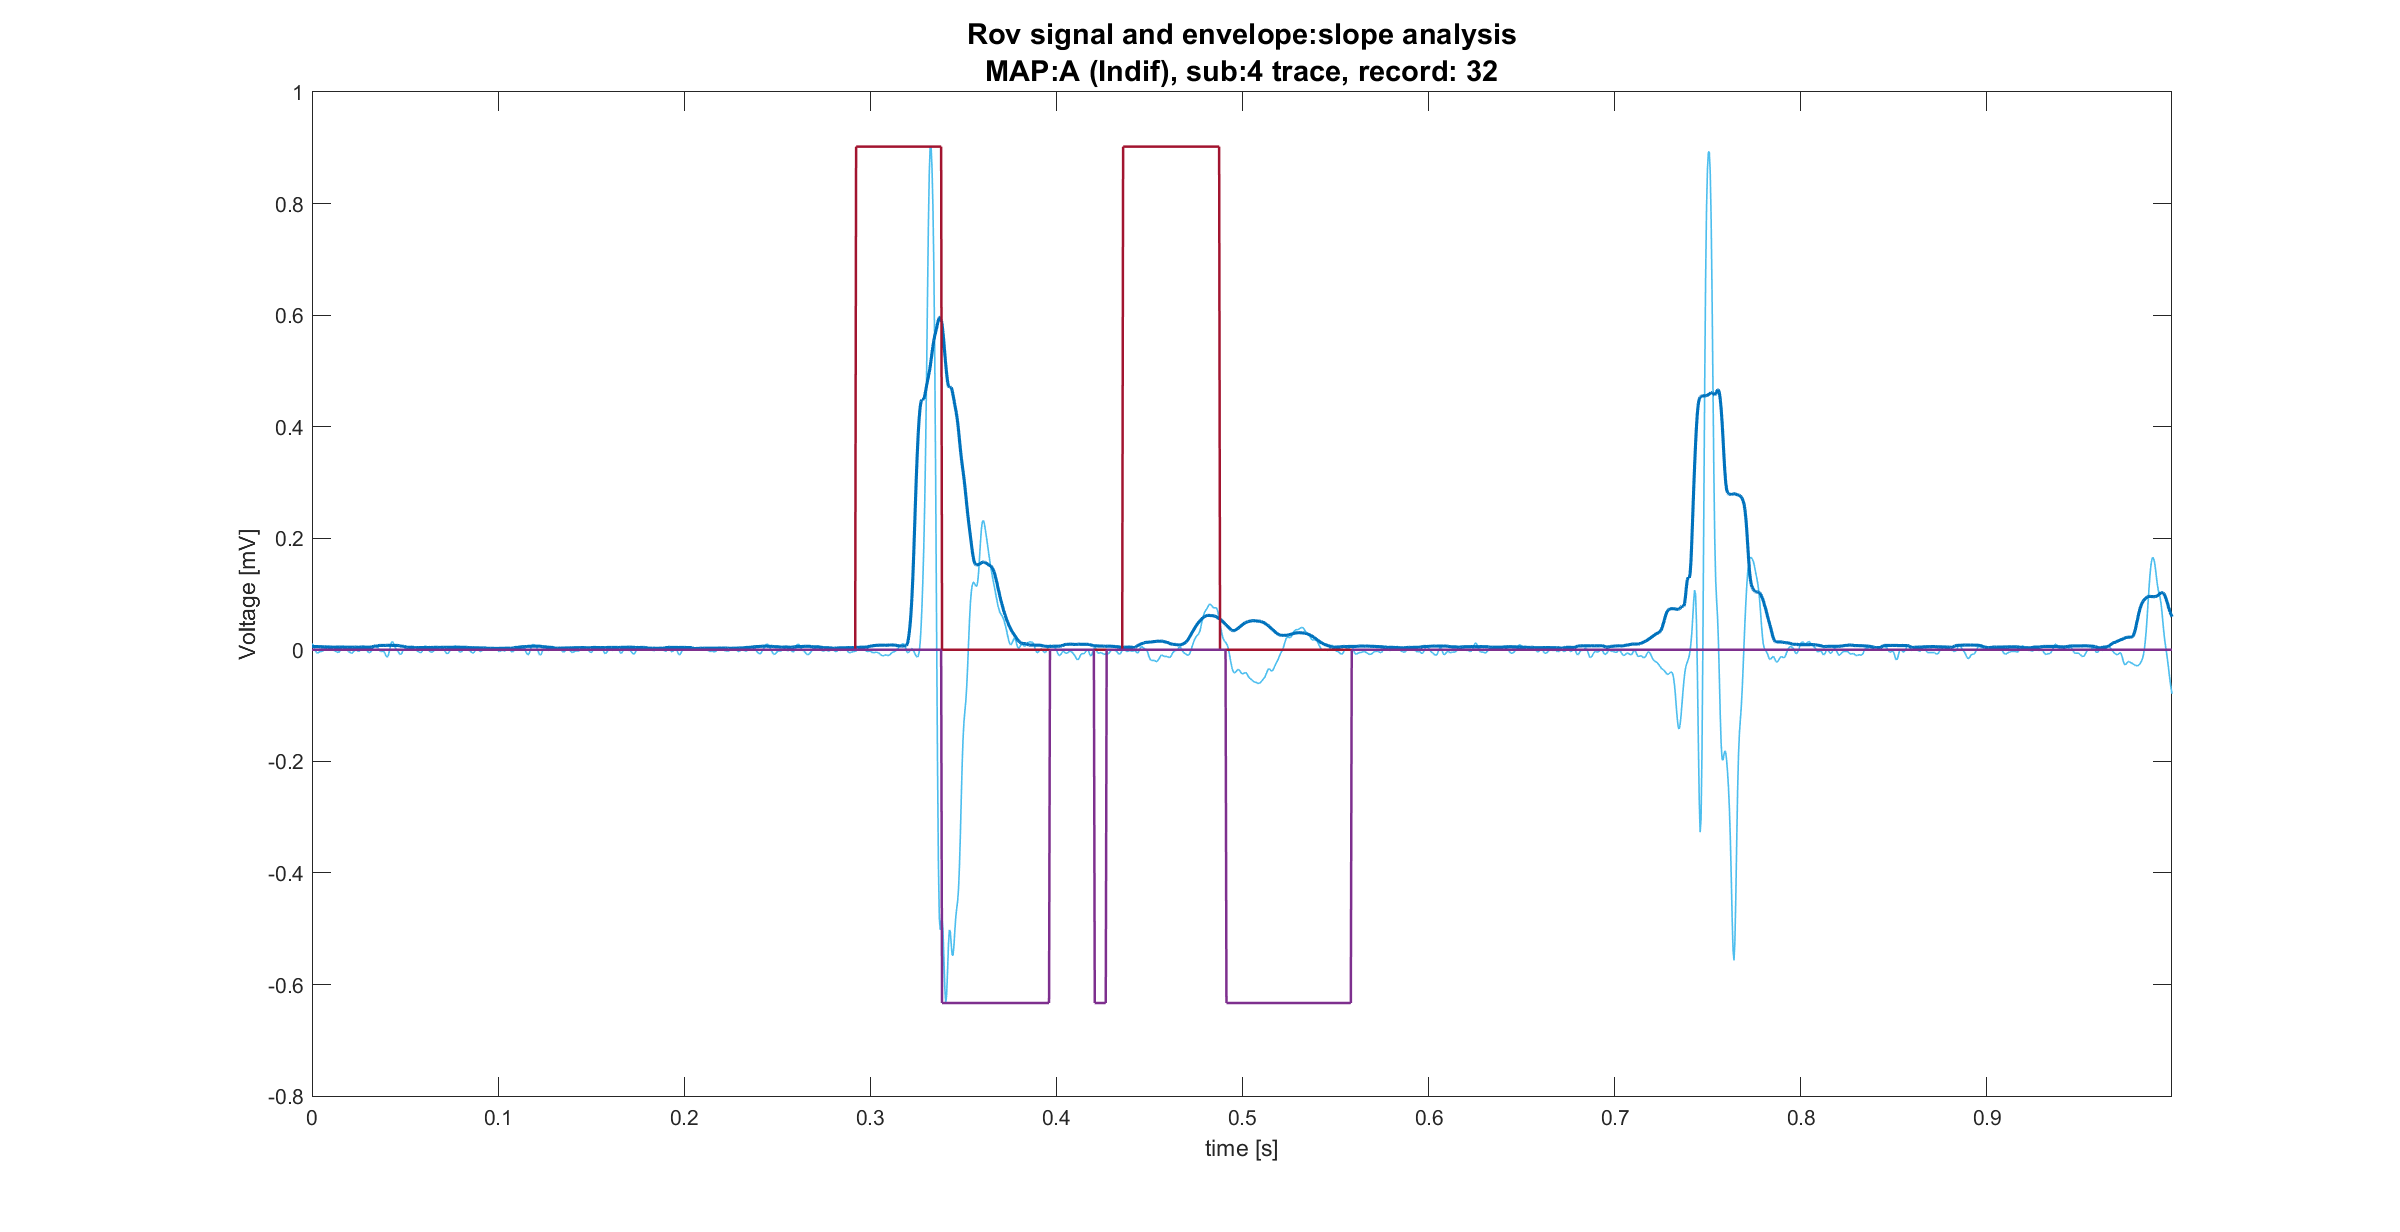 Rov signal and envelope:slope analysis
MAP:A (Indif), sub:4 trace, record: 32
1
0.8
0.6
0.4
0.2
0
-0.2
-0.4
-0.6
-0.8
Voltage [mV]
0 0.1 0.2 0.3 0.4 0.5 0.6 0.7 0.8 0.9
time [s]